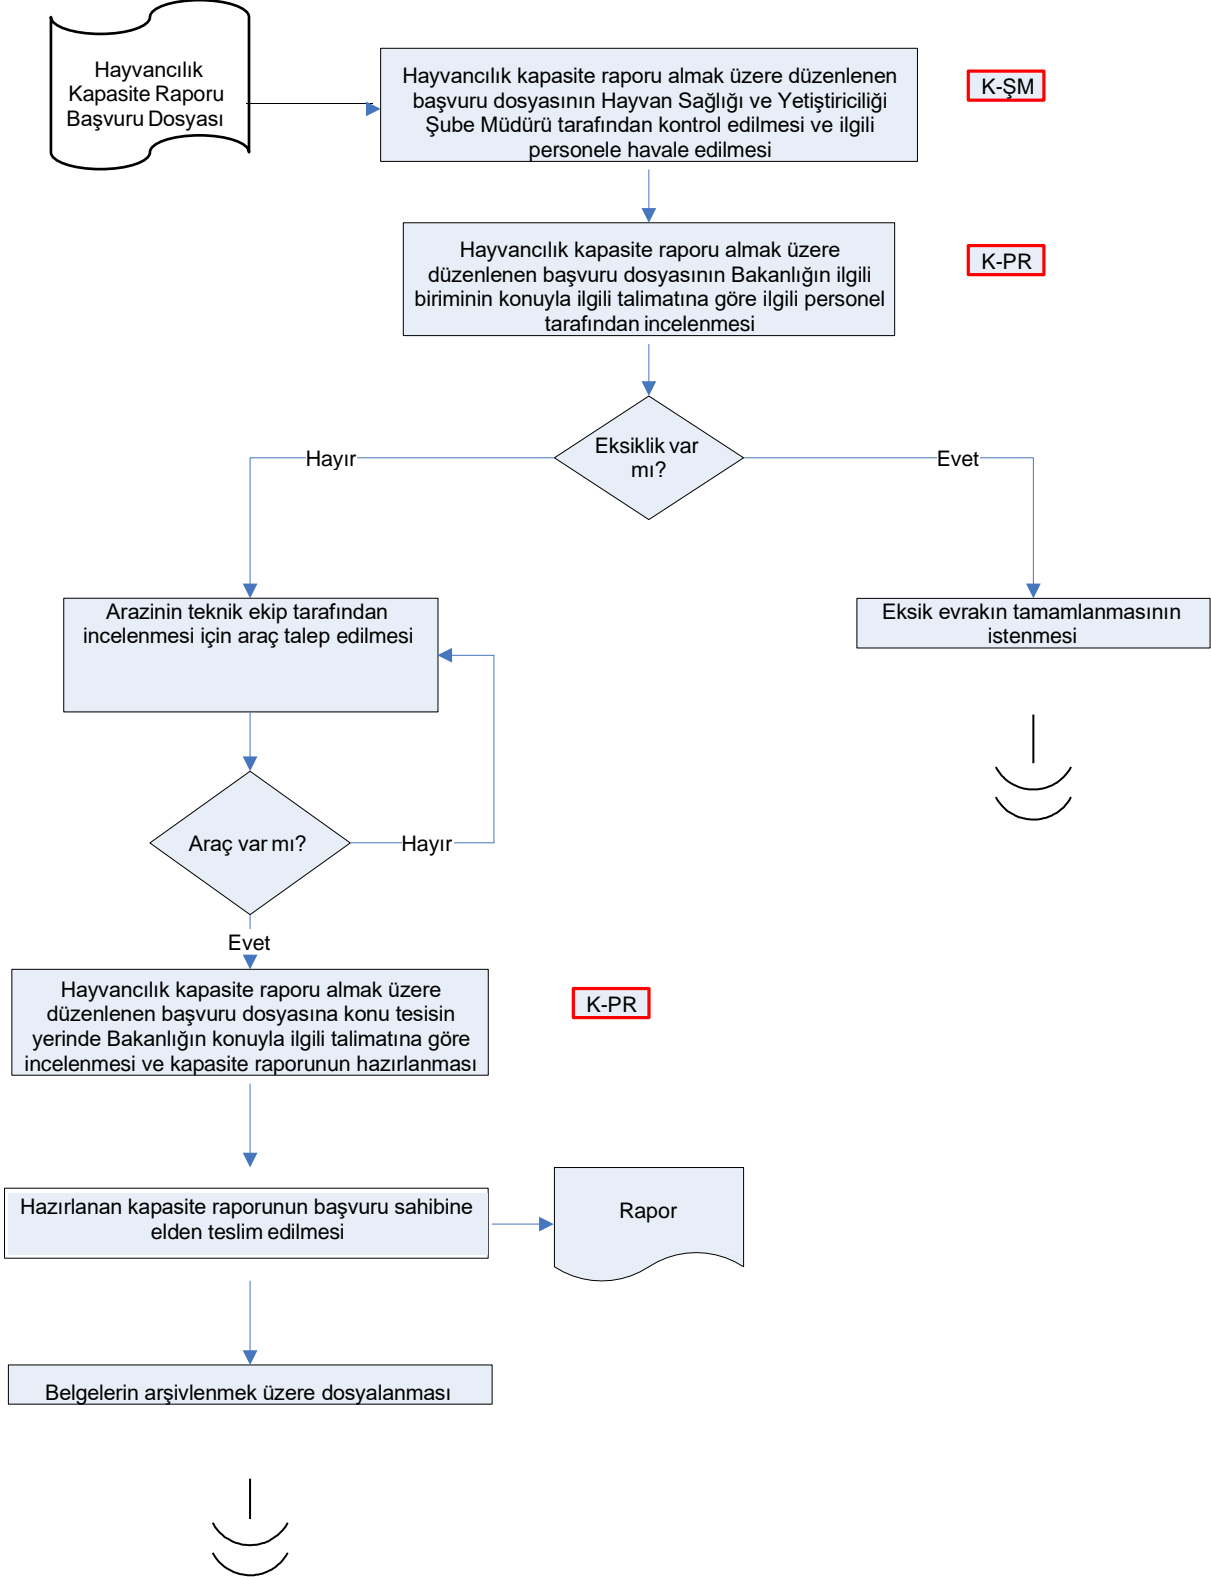 Hayvancılık
Kapasite Raporu
Başvuru Dosyası
Hayvancılık kapasite raporu almak üzere düzenlenen
başvuru dosyasının Hayvan Sağlığı ve Yetiştiriciliği
Şube Müdürü tarafından kontrol edilmesi ve ilgili
personele havale edilmesi
K-ŞM
Hayvancılık kapasite raporu almak üzere
düzenlenen başvuru dosyasının Bakanlığın ilgili
biriminin konuyla ilgili talimatına göre ilgili personel
tarafından incelenmesi
K-PR
Eksiklik var
mı?
Hayır
Evet
Arazinin teknik ekip tarafından
incelenmesi için araç talep edilmesi
Eksik evrakın tamamlanmasının
istenmesi
Araç var mı?
Hayır
Evet
Hayvancılık kapasite raporu almak üzere
düzenlenen başvuru dosyasına konu tesisin
yerinde Bakanlığın konuyla ilgili talimatına göre
incelenmesi ve kapasite raporunun hazırlanması
K-PR
Hazırlanan kapasite raporunun başvuru sahibine
elden teslim edilmesi
Rapor
Belgelerin arşivlenmek üzere dosyalanması